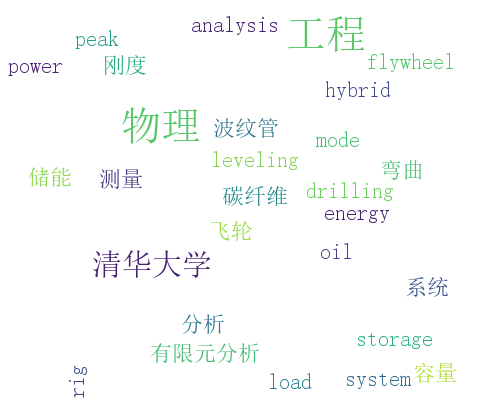 analysis
工程
peak
power
刚度
flywheel
hybrid
物理
波纹管
mode
leveling
弯曲
储能
测量
碳纤维
drilling
energy
飞轮
清华大学
oil
系统
分析
有限元分析
storage
rig
load
system
容量